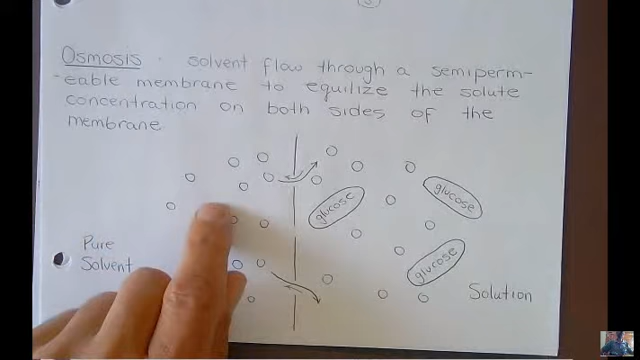 Osmosis - solvent flow through a semiperm-
-eable membrane to equilize the solute
concentration on both sides of the
membrane
glucose
glucose
glucose
Pure
Solvent
Solution